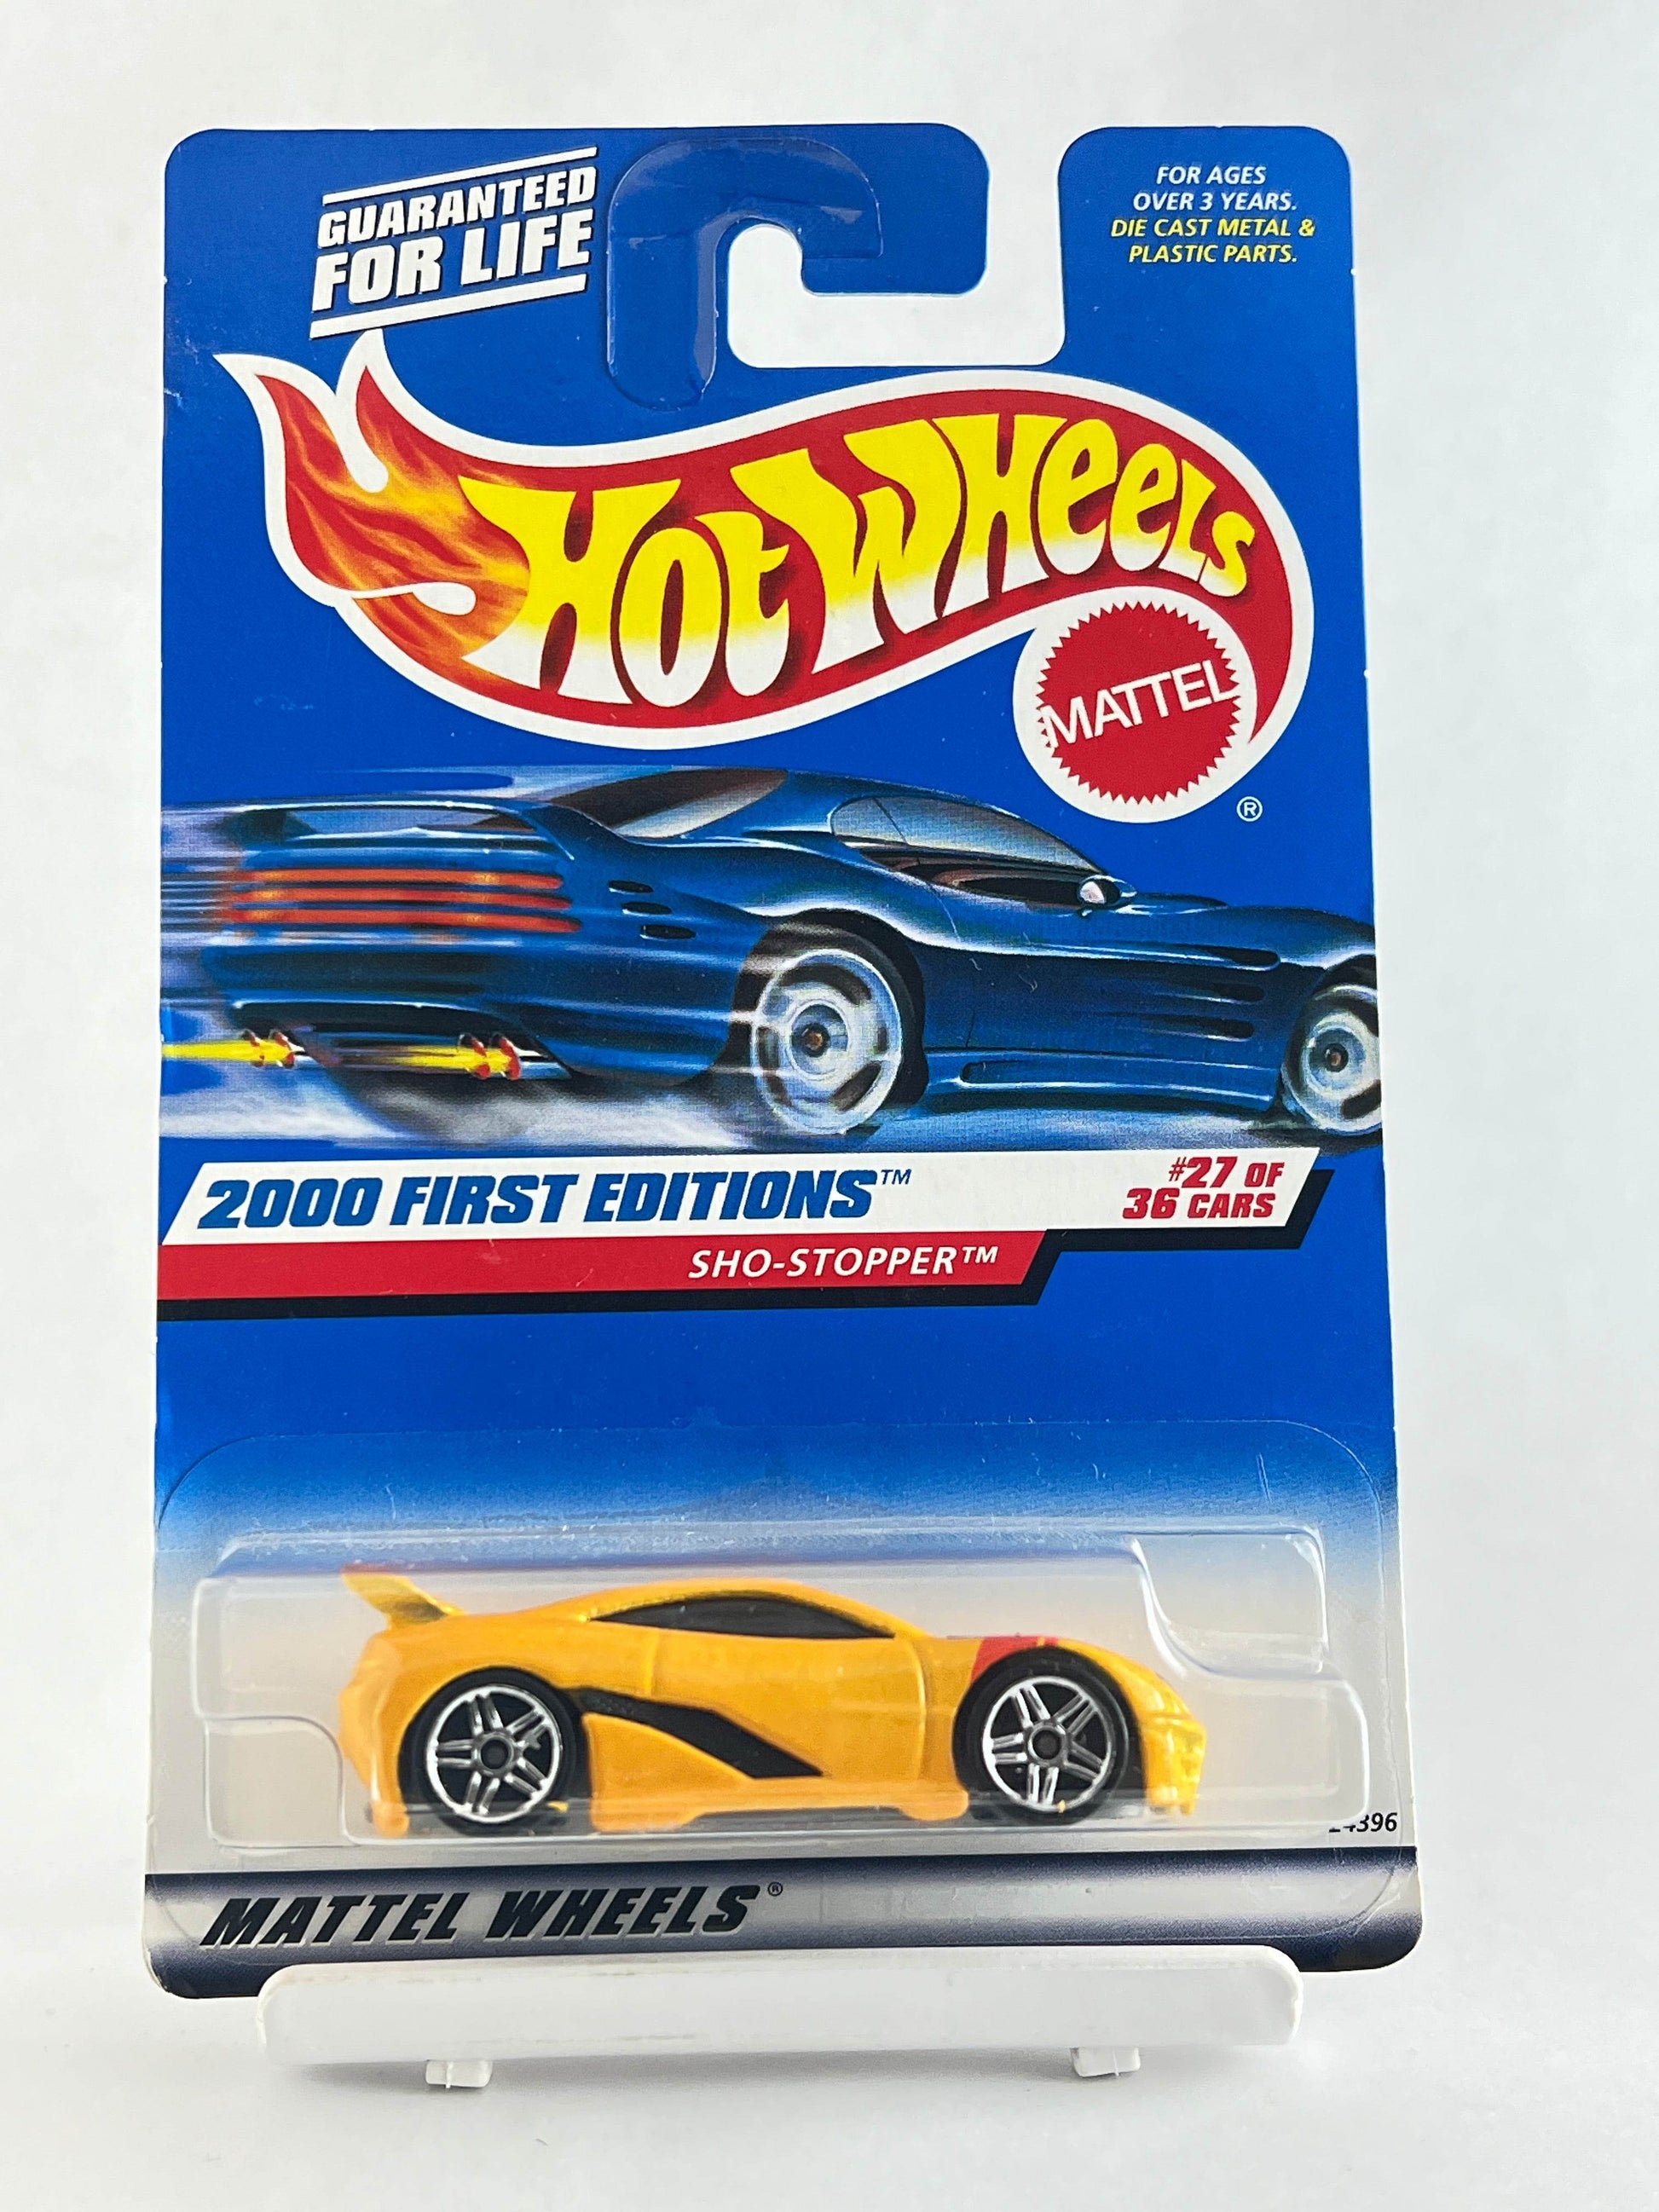 GUARANTEED
FOR LIFE
FOR AGES
OVER 3 YEARS.
DIE CAST METAL &
PLASTIC PARTS.
HOT WHEELS
MATTEL
®
2000 FIRST EDITIONS™
#27 OF
36 CARS
SHO-STOPPER™
MATTEL WHEELS®